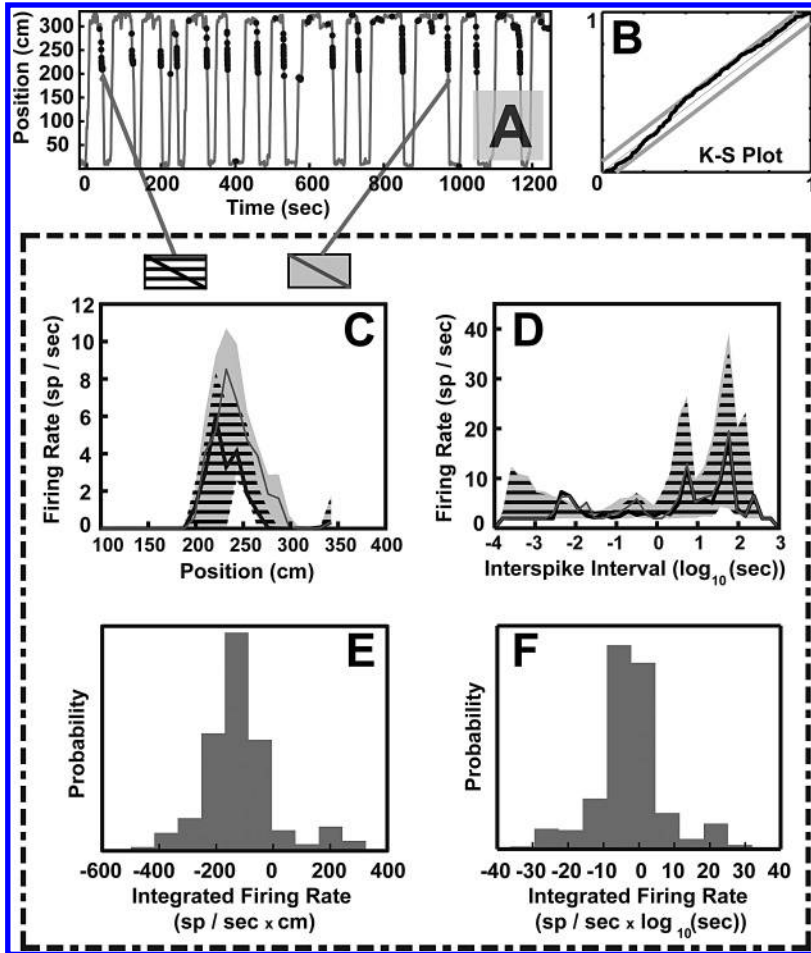 A
Position (cm)
300
250
200
150
100
50
0 200 400 600 800 1000 1200
Time (sec)
B
1
K-S Plot
0 1
C
Firing Rate (sp / sec)
12
10
8
6
4
2
0
100 150 200 250 300 350 400
Position (cm)
D
Firing Rate (sp / sec)
40
30
20
10
0
-4 -3 -2 -1 0 1 2 3
Interspike Interval (log10(sec))
E
Probability
-600 -400 -200 0 200 400
Integrated Firing Rate
(sp / sec x cm)
F
Probability
-40 -30 -20 -10 0 10 20 30 40
Integrated Firing Rate
(sp / sec x log10(sec))